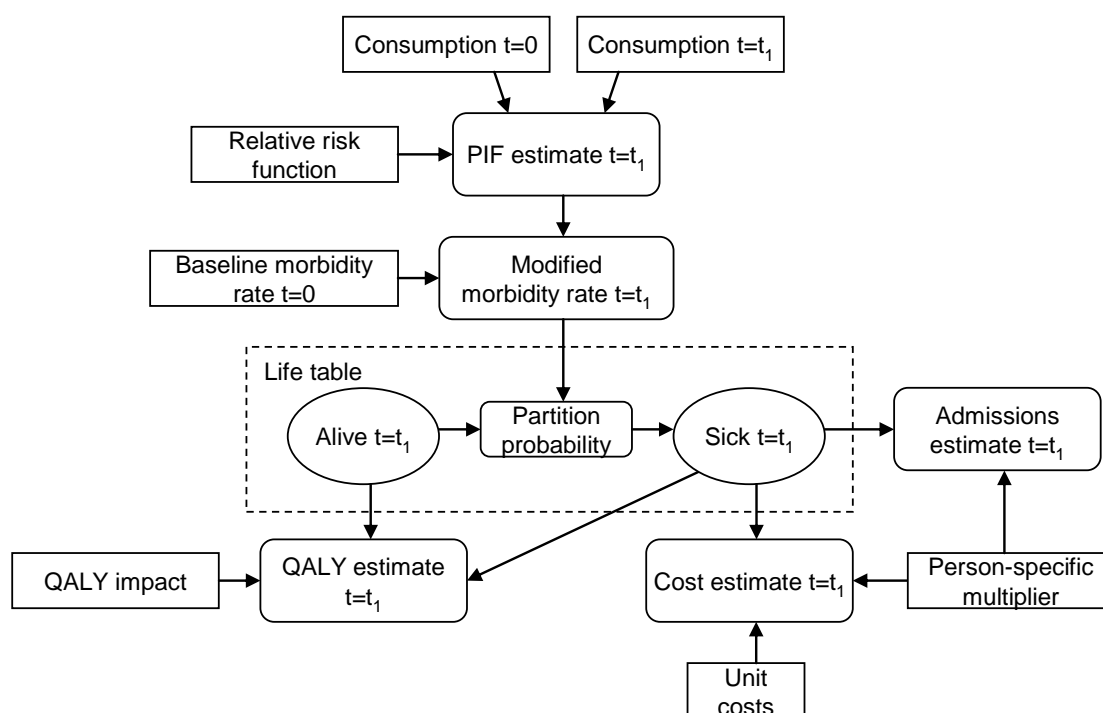 Consumption t=0
Consumption t=t₁
Relative risk
function
PIF estimate t=t₁
Baseline morbidity
rate t=0
Modified
morbidity rate t=t₁
Life table
Alive t=t₁
Partition
probability
Sick t=t₁
Admissions
estimate t=t₁
QALY impact
QALY estimate
t=t₁
Cost estimate t=t₁
Person-specific
multiplier
Unit
costs